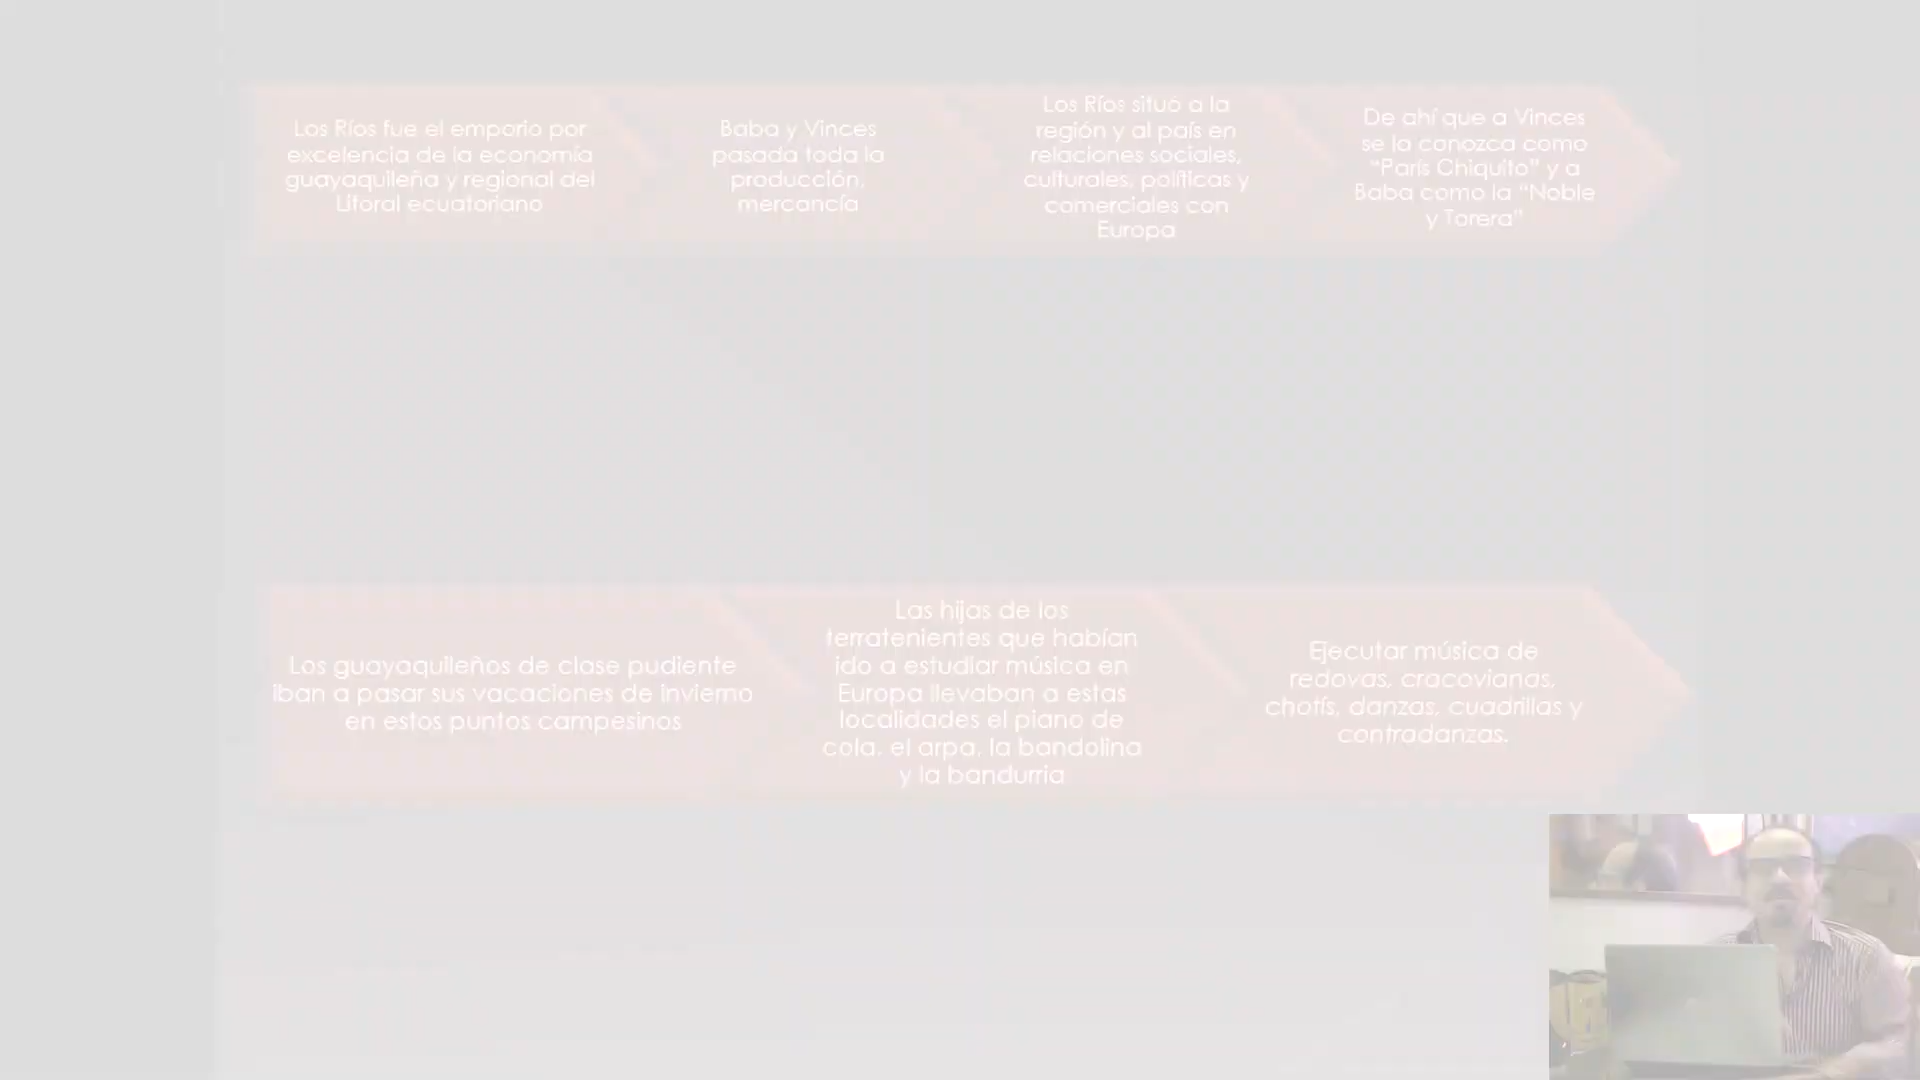 Los Ríos fue el emporio por
excelencia de la economía
guayaquileña y regional del
Litoral ecuatoriano
Baba y Vinces
pasada toda la
producción,
mercancía
Los Ríos situó a la
región y al país en
relaciones sociales,
culturales, políticas y
comerciales con
Europa
De ahí que a Vinces
se la conozca como
“París Chiquito” y a
Baba como la “Noble
y Torera”
Los guayaquileños de clase pudiente
iban a pasar sus vacaciones de invierno
en estos puntos campesinos
Las hijas de los
terratenientes que habían
ido a estudiar música en
Europa llevaban a estas
localidades el piano de
cola, el arpa, la bandolina
y la bandurria
Ejecutar música de
redovas, cracovianas,
chotís, danzas, cuadrillas y
contradanzas.